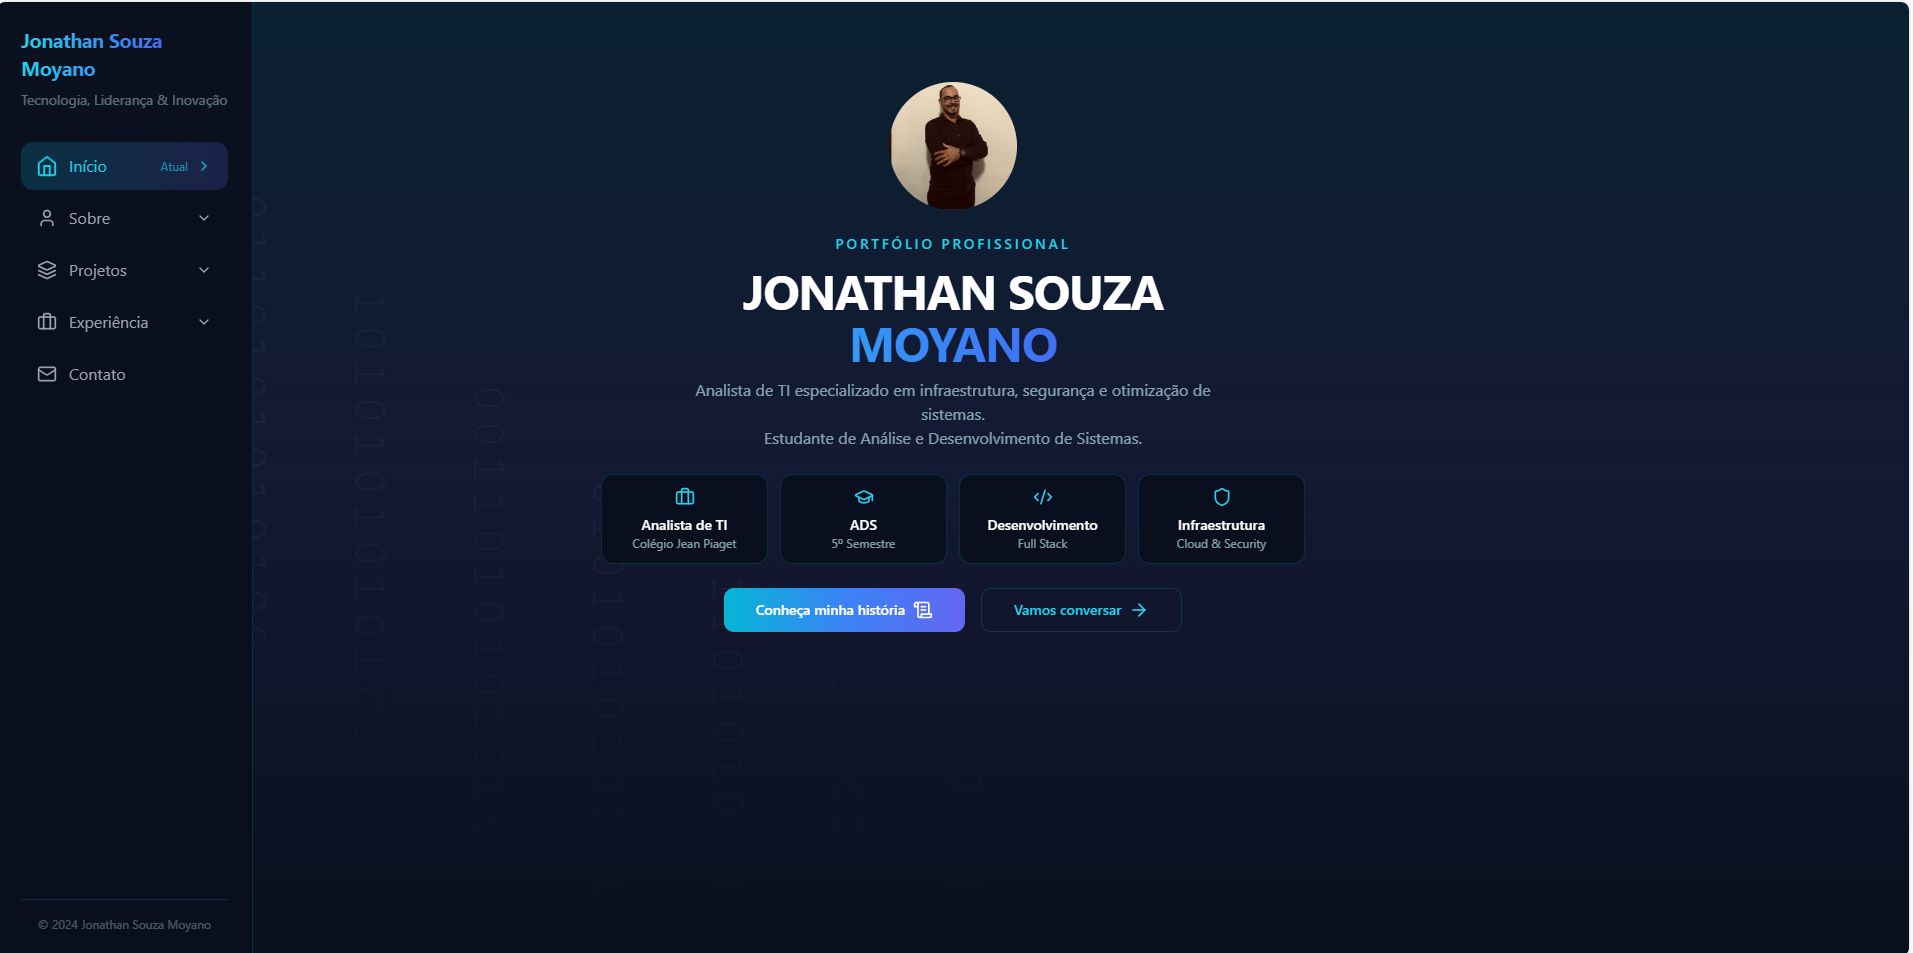 Jonathan Souza
Moyano
Tecnologia, Liderança & Inovação
Início
Atual
Sobre
Projetos
Experiência
Contato
© 2024 Jonathan Souza Moyano
PORTFÓLIO PROFISSIONAL
JONATHAN SOUZA
MOYANO
Analista de TI especializado em infraestrutura, segurança e otimização de
sistemas.
Estudante de Análise e Desenvolvimento de Sistemas.
Analista de TI
Colégio Jean Piaget
ADS
5º Semestre
Desenvolvimento
Full Stack
Infraestrutura
Cloud & Security
Conheça minha história
Vamos conversar